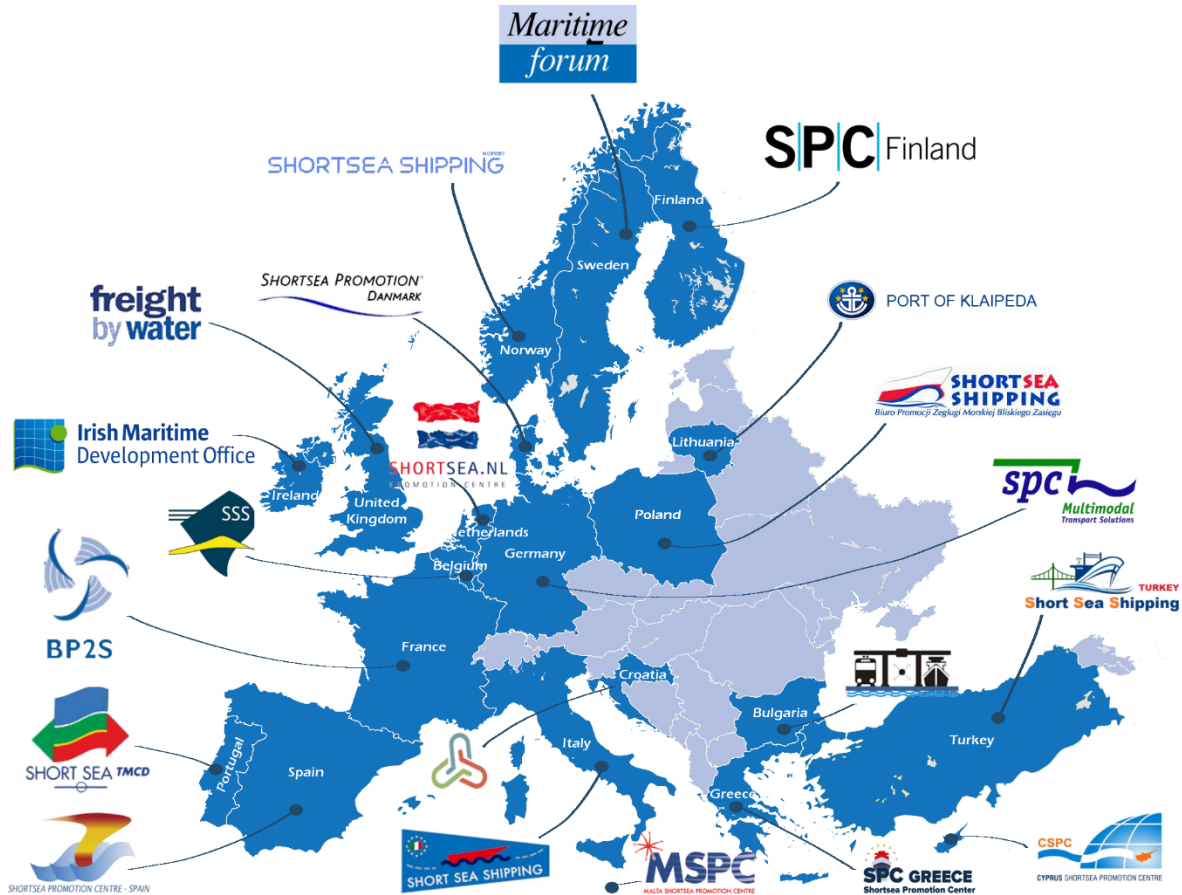 Maritime
forum
SHORTSEA SHIPPING
NORWAY
S|P|C| Finland
Finland
Sweden
Norway
freight
by water
SHORTSEA PROMOTION®
DANMARK
PORT OF KLAIPEDA
SHORTSEA
SHIPPING
Biuro Promocji Żeglugi Morskiej Bliskiego Zasięgu
Irish Maritime
Development Office
SHORTSEA.NL
PROMOTION CENTRE
Lithuania
Ireland
United
Kingdom
SSS
Netherlands
Belgium
Germany
Poland
spc
Multimodal
Transport Solutions
BP2S
France
TURKEY
Short Sea Shipping
Croatia
Bulgaria
Turkey
Italy
SHORT SEA TMCD
Portugal
Spain
Greece
SHORTSEA PROMOTION CENTRE - SPAIN
SHORT SEA SHIPPING
MSPC
MALTA SHORTSEA PROMOTION CENTRE
SPC GREECE
Shortsea Promotion Center
CSPC
CYPRUS SHORTSEA PROMOTION CENTRE